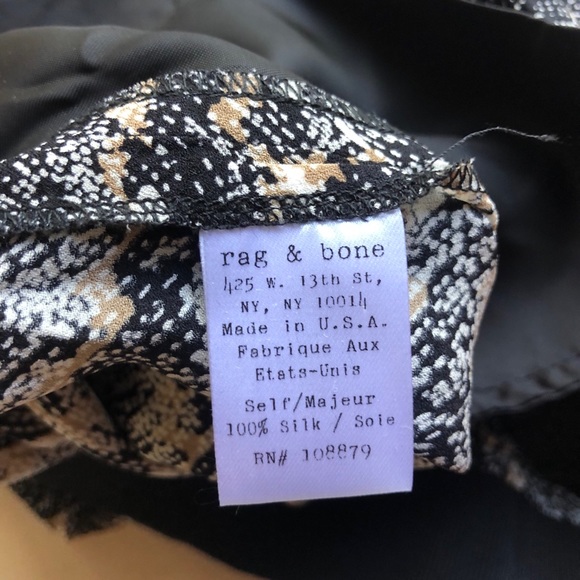 rag & bone
425 W. 13th St,
NY, NY 10014
Made in U.S.A.
Fabrique Aux
Etats-Unis
Self/Majeur
100% Silk / Soie
RN# 108879